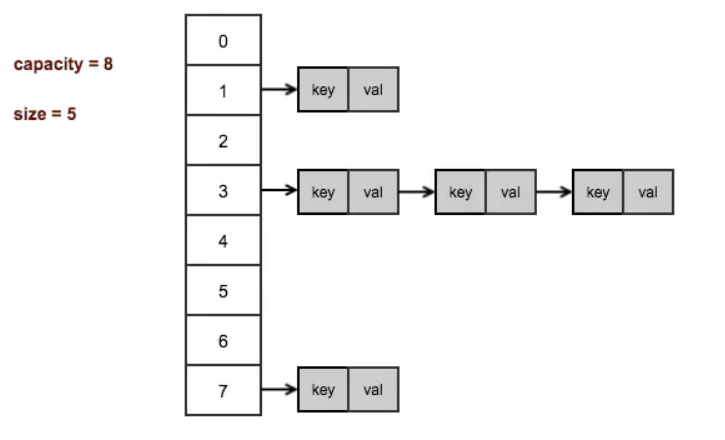 capacity = 8
size = 5
0
1 key val
2
3 key val key val key val
4
5
6
7 key val